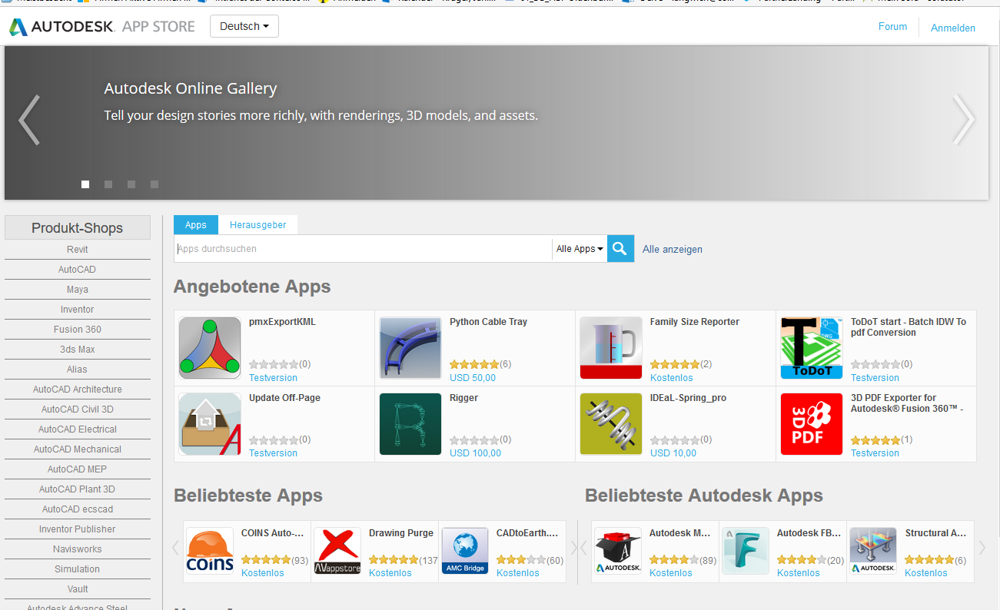 AUTODESK. APP STORE
Deutsch
Forum
Anmelden
Autodesk Online Gallery
Tell your design stories more richly, with renderings, 3D models, and assets.
Produkt-Shops
Revit
AutoCAD
Maya
Inventor
Fusion 360
3ds Max
Alias
AutoCAD Architecture
AutoCAD Civil 3D
AutoCAD Electrical
AutoCAD Mechanical
AutoCAD MEP
AutoCAD Plant 3D
AutoCAD ecscad
Inventor Publisher
Navisworks
Simulation
Vault
Autodesk Advance Steel
Apps
Herausgeber
Apps durchsuchen
Alle Apps
Alle anzeigen
Angebotene Apps
pmxExportKML
(0)
Testversion
Python Cable Tray
(6)
USD 50,00
Family Size Reporter
(2)
Kostenlos
T
DWG
ToDoT
ToDoT start - Batch IDW To
pdf Conversion
(0)
Testversion
A
Update Off-Page
(0)
Testversion
R
Rigger
(0)
USD 100,00
IDEaL-Spring_pro
(0)
USD 10,00
3D
PDF
3D PDF Exporter for
Autodesk® Fusion 360™ -
(1)
Testversion
Beliebteste Apps
coins
COINS Auto-...
(93)
Kostenlos
appstore
Drawing Purge
(137
Kostenlos
AMC Bridge
CADtoEarth....
(60)
Kostenlos
Beliebteste Autodesk Apps
A
AUTODESK.
Autodesk M...
(89)
Kostenlos
F
Autodesk FB...
(20)
Kostenlos
AUTODESK.
Structural A...
(6)
Kostenlos